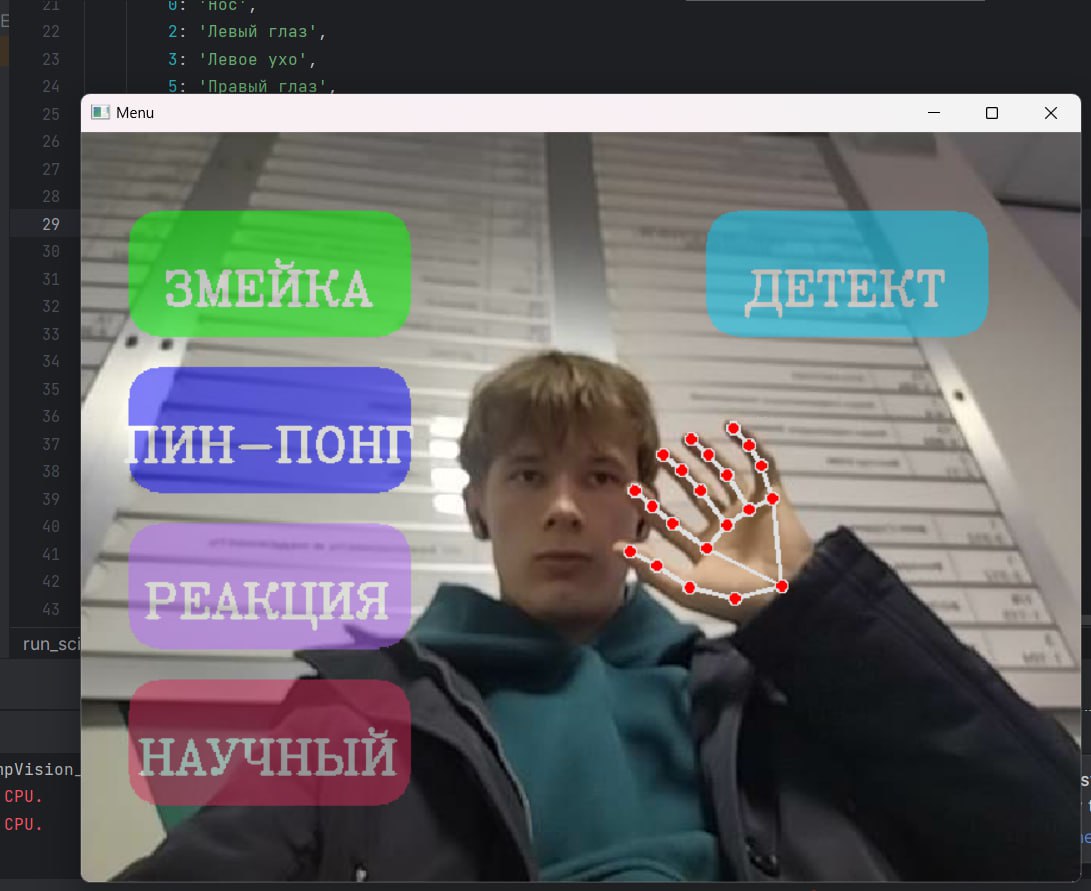 21
0: 'Нос',
22
2: 'Левый глаз',
23
3: 'Левое ухо',
24
5: 'Правый глаз',
25
26
27
28
29
30
31
32
33
34
35
36
37
38
39
40
41
42
43
Menu
ЗМЕЙКА
ДЕТЕКТ
ПИН-ПОНГ
РЕАКЦИЯ
НАУЧНЫЙ
run_sci
mpVision_
CPU.
CPU.